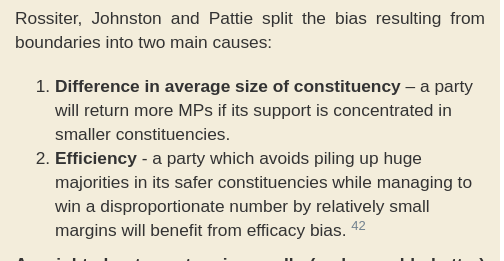 Rossiter, Johnston and Pattie split the bias resulting from
boundaries into two main causes:
1. Difference in average size of constituency – a party
will return more MPs if its support is concentrated in
smaller constituencies.
2. Efficiency - a party which avoids piling up huge
majorities in its safer constituencies while managing to
win a disproportionate number by relatively small
margins will benefit from efficacy bias. 42